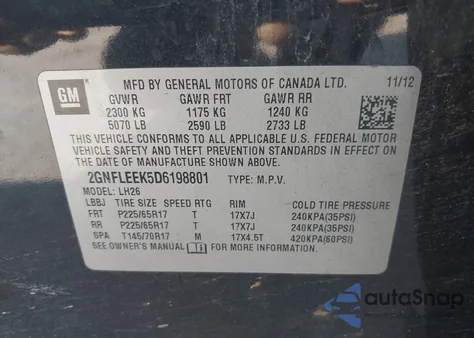 GM
MFD BY GENERAL MOTORS OF CANADA LTD. 11/12
GVWR GAWR FRT GAWR RR
2300 KG 1175 KG 1240 KG
5070 LB 2590 LB 2733 LB
THIS VEHICLE CONFORMS TO ALL APPLICABLE U.S. FEDERAL MOTOR
VEHICLE SAFETY AND THEFT PREVENTION STANDARDS IN EFFECT
ON THE DATE OF MANUFACTURE SHOWN ABOVE.
2GNFLEEK5D6198801 TYPE: M.P.V.
MODEL: LH26
LBBJ TIRE SIZE SPEED RTG RIM COLD TIRE PRESSURE
FRT P225/65R17 T 17X7J 240KPA(35PSI)
RR P225/65R17 T 17X7J 240KPA(35PSI)
SPA T145/70R17 M 17X4.5T 420KPA(60PSI)
SEE OWNER'S MANUAL FOR ADDITIONAL INFORMATION.
autoSnap